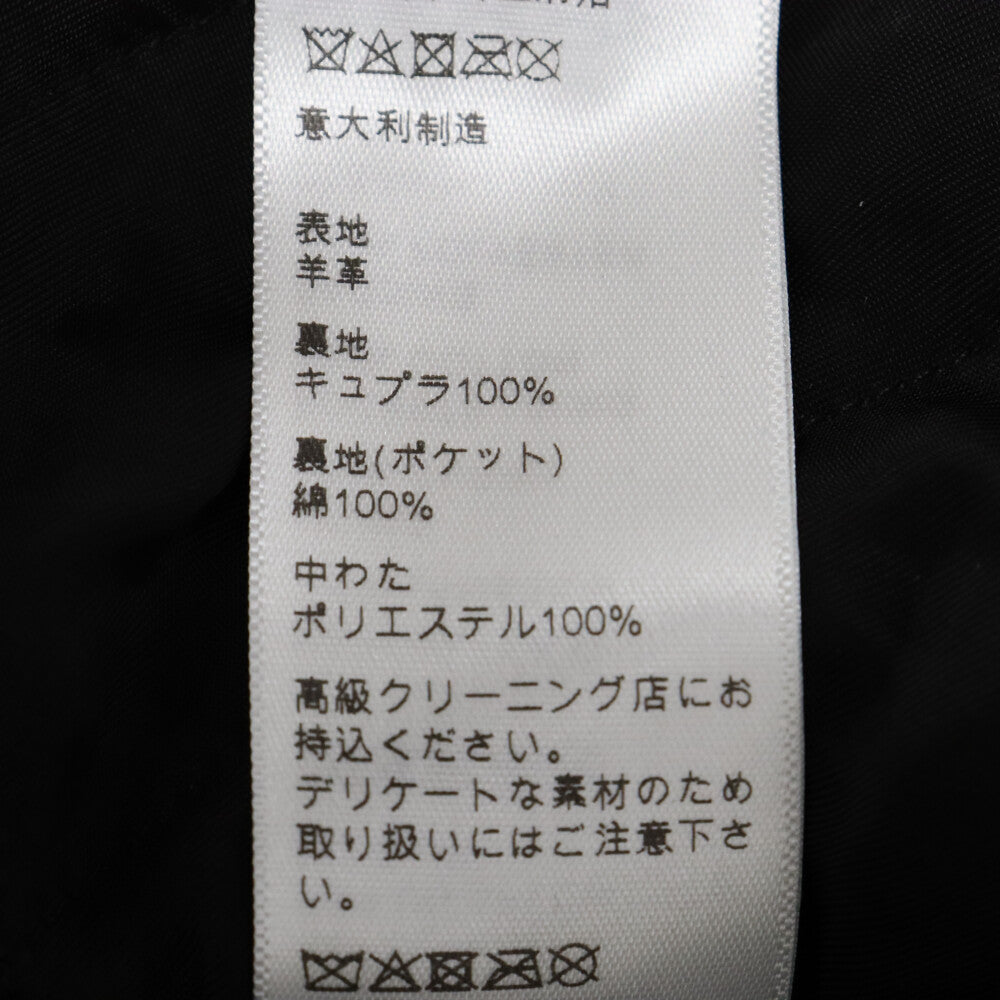 意大利制造
表地
羊革
裏地
キュプラ100%
裏地(ポケット)
綿100%
中わた
ポリエステル100%
高級クリーニング店にお
持込ください。
デリケートな素材のため
取り扱いにはご注意下さ
い。